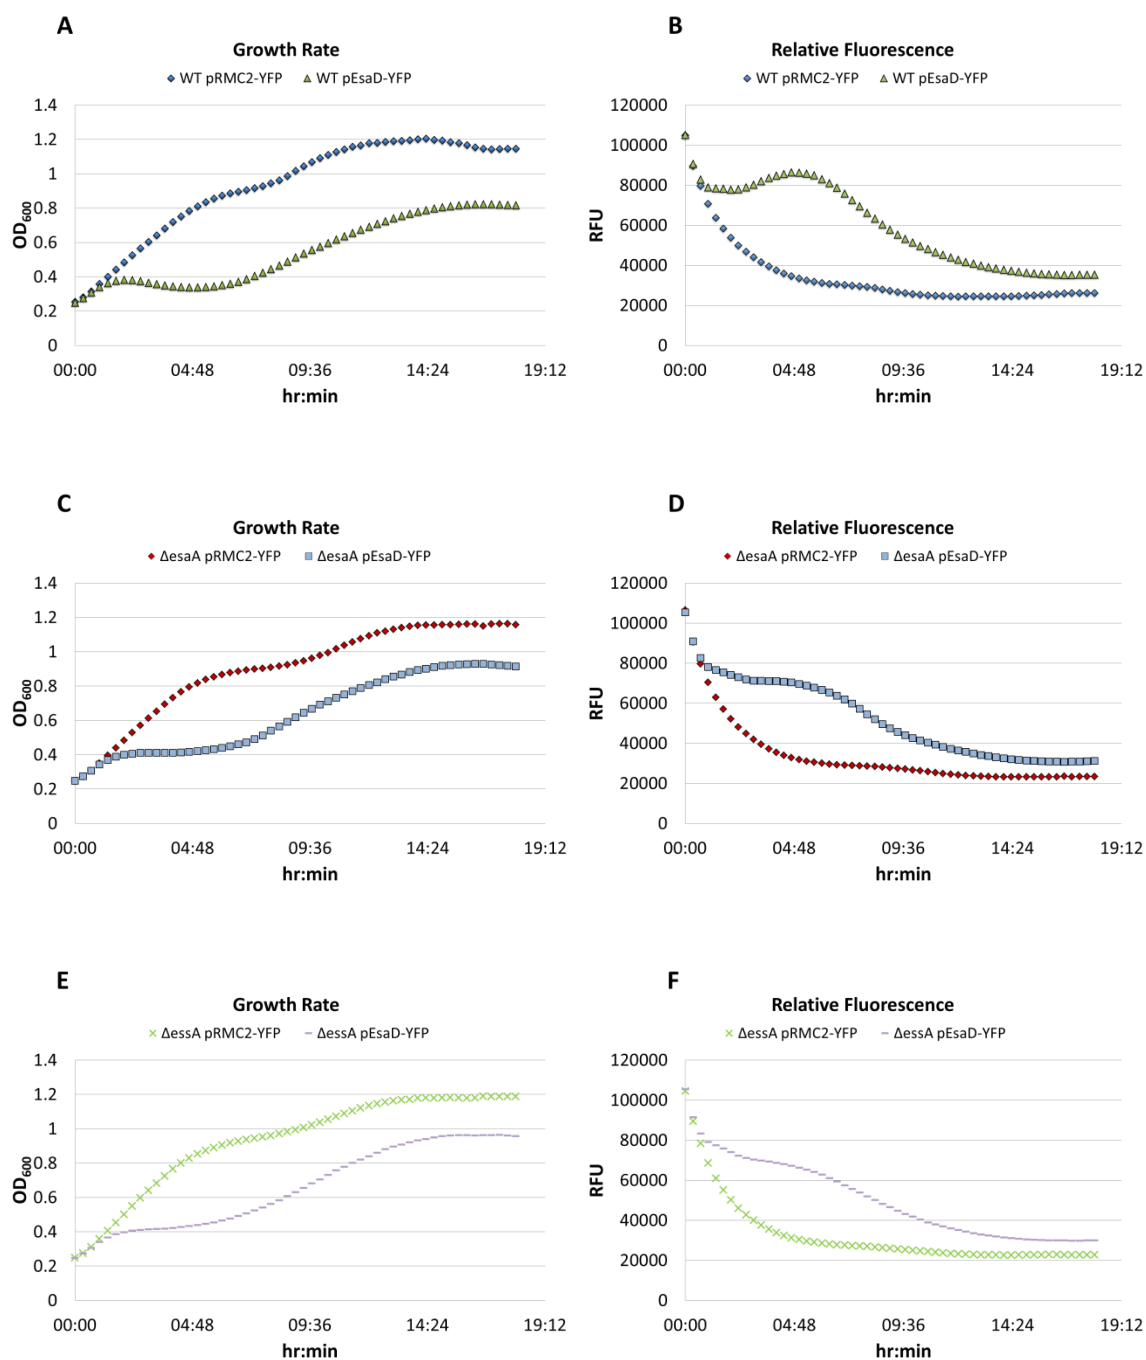 A
Growth Rate
WT pRMC2-YFP WT pEsaD-YFP
1.4
1.2
1
0.8
0.6
0.4
0.2
0
OD600
00:00 04:48 09:36 14:24 19:12
hr:min
B
Relative Fluorescence
WT pRMC2-YFP WT pEsaD-YFP
120000
100000
80000
60000
40000
20000
0
RFU
00:00 04:48 09:36 14:24 19:12
hr:min
C
Growth Rate
ΔesaA pRMC2-YFP ΔesaA pEsaD-YFP
1.4
1.2
1
0.8
0.6
0.4
0.2
0
OD600
00:00 04:48 09:36 14:24 19:12
hr:min
D
Relative Fluorescence
ΔesaA pRMC2-YFP ΔesaA pEsaD-YFP
120000
100000
80000
60000
40000
20000
0
RFU
00:00 04:48 09:36 14:24 19:12
hr:min
E
Growth Rate
ΔessA pRMC2-YFP ΔessA pEsaD-YFP
1.4
1.2
1
0.8
0.6
0.4
0.2
0
OD600
00:00 04:48 09:36 14:24 19:12
hr:min
F
Relative Fluorescence
ΔessA pRMC2-YFP ΔessA pEsaD-YFP
120000
100000
80000
60000
40000
20000
0
RFU
00:00 04:48 09:36 14:24 19:12
hr:min